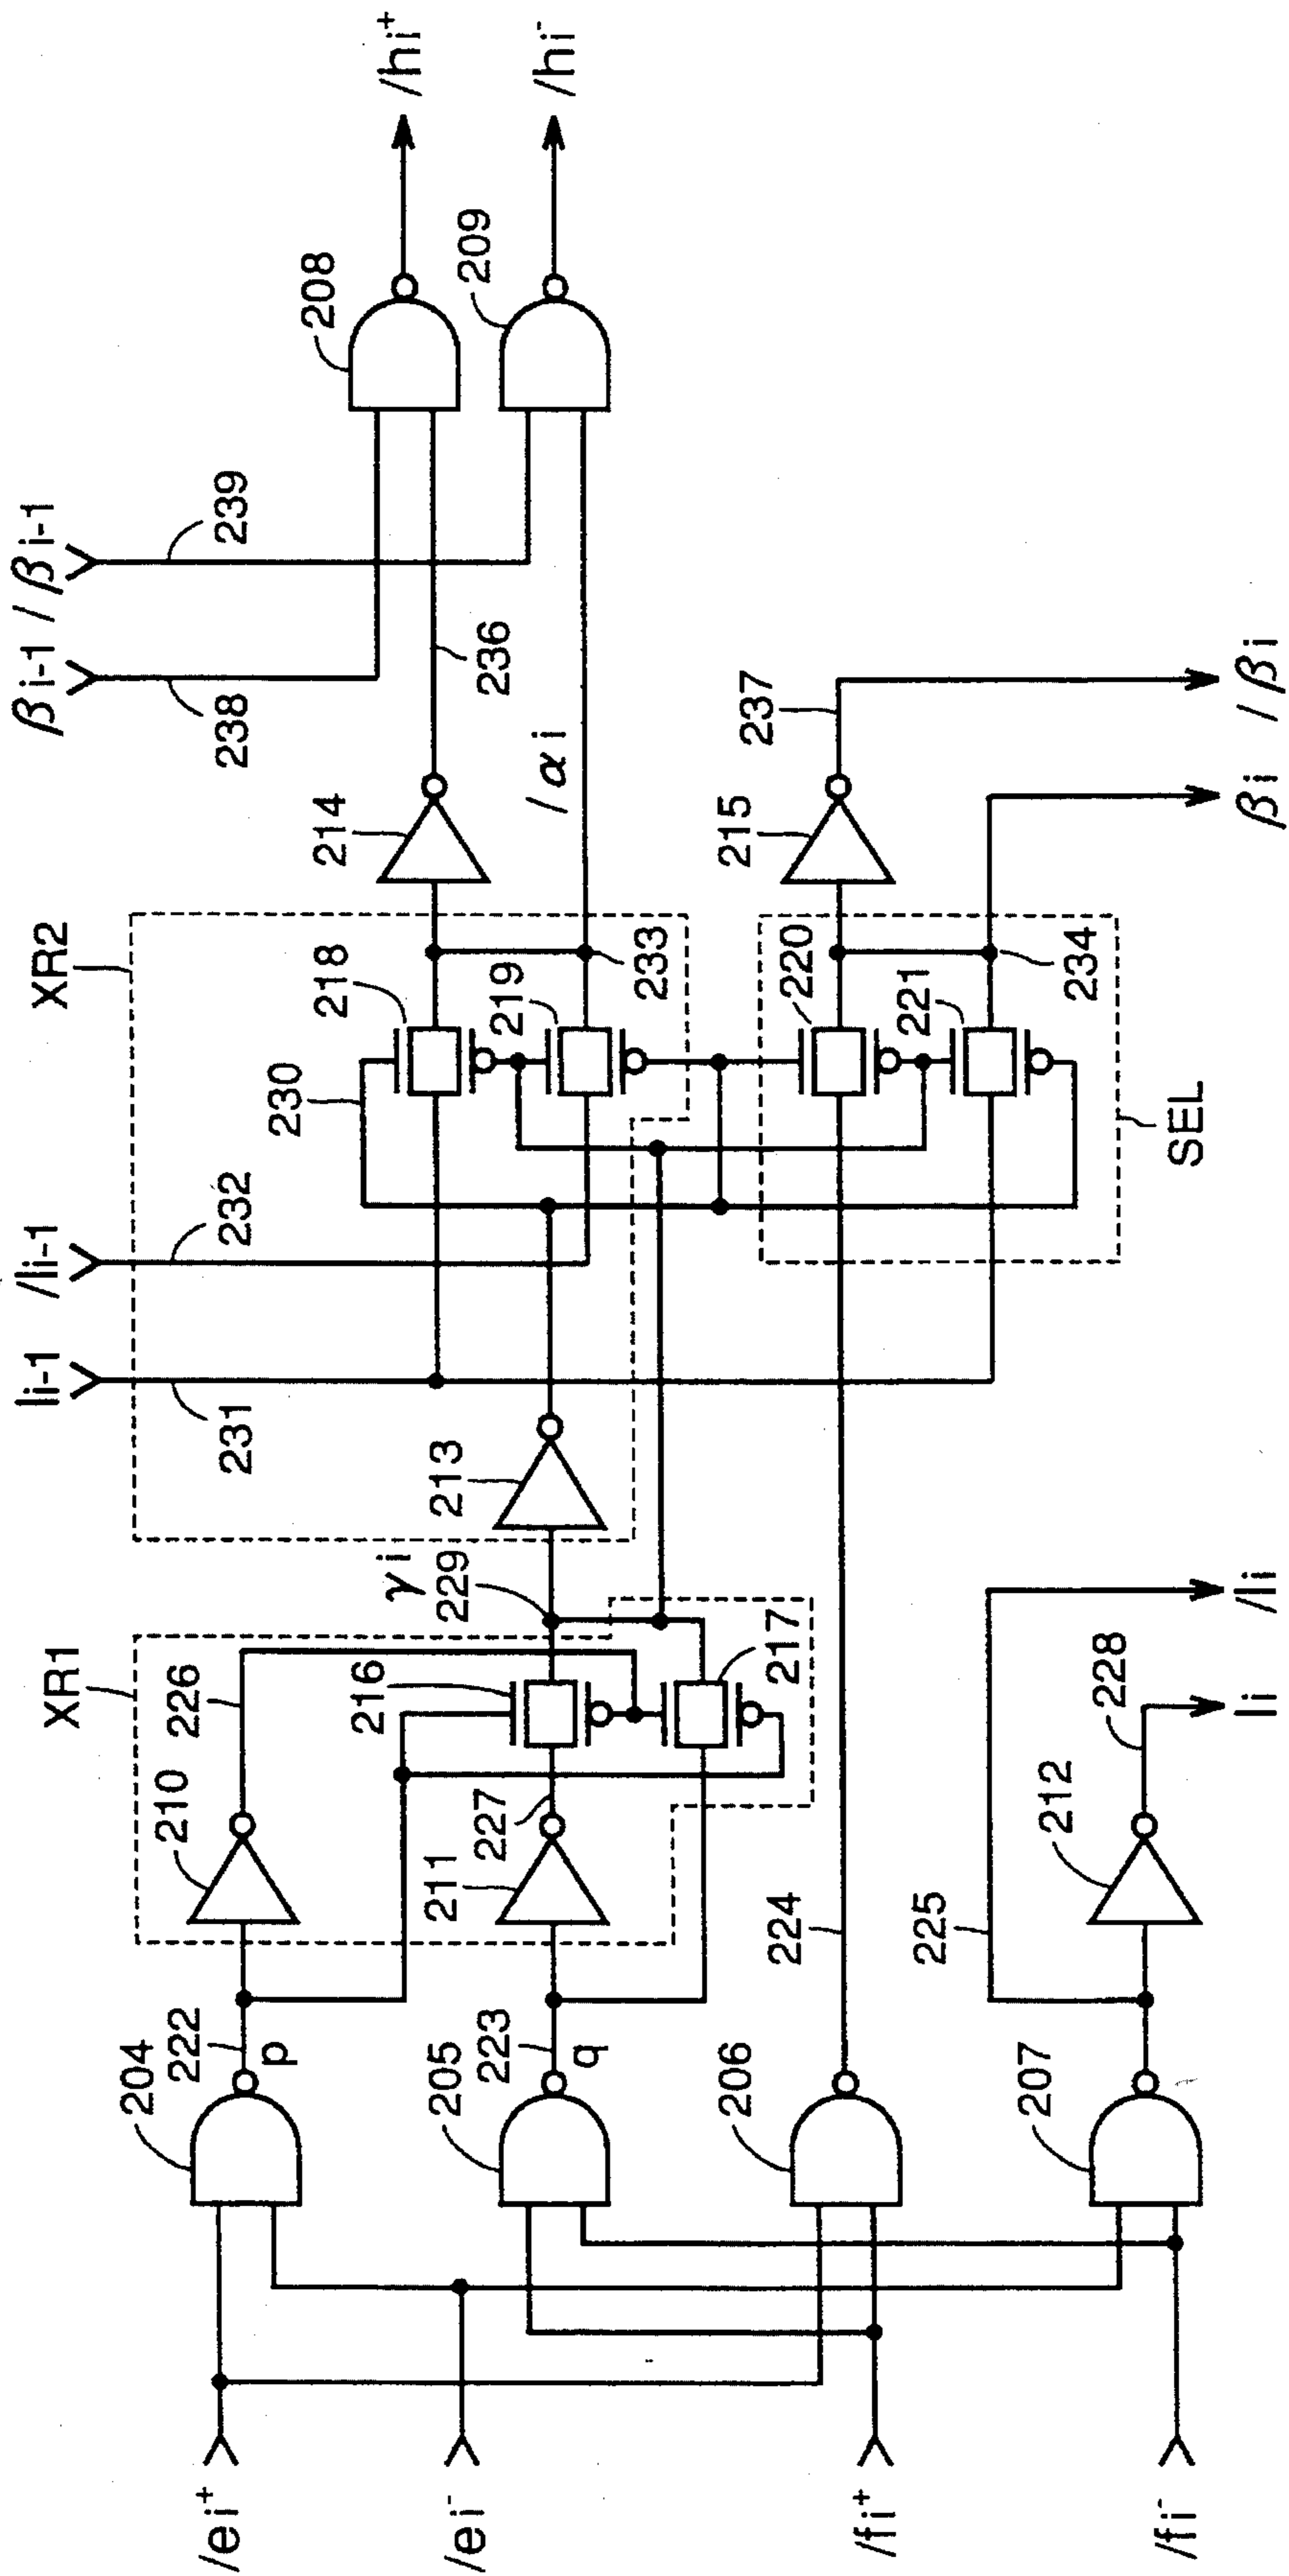 /ei+
/ei-
/fi+
/fi-
204
222
p
205
223
q
206
207
XR1
210
226
211
227
216
217
γi
229
224
225
212
228
/li
li
li-1
/li-1
231
232
XR2
213
230
218
219
233
220
221
234
SEL
214
/αi
236
215
237
βi
/βi
βi-1
/βi-1
238
239
208
209
/hi+
/hi-